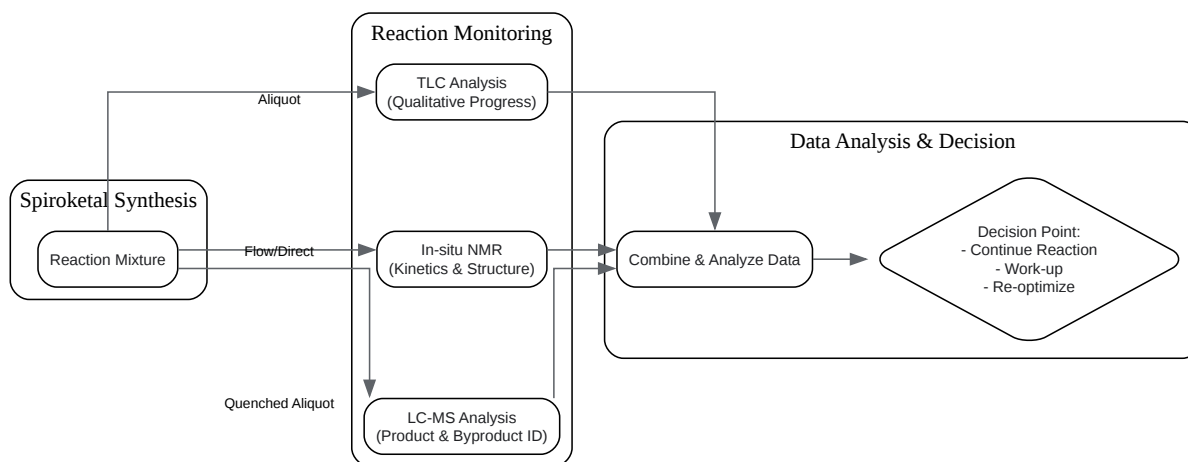 Reaction Monitoring
TLC Analysis
(Qualitative Progress)
Aliquot
Data Analysis & Decision
Spiroketal Synthesis
Reaction Mixture
Flow/Direct
In-situ NMR
(Kinetics & Structure)
Combine & Analyze Data
Decision Point:
- Continue Reaction
- Work-up
- Re-optimize
Quenched Aliquot
LC-MS Analysis
(Product & Byproduct ID)